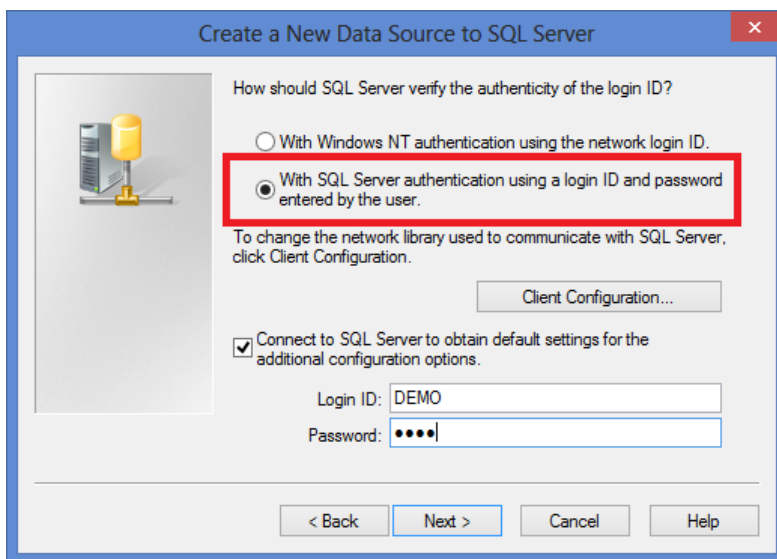 Create a New Data Source to SQL Server
How should SQL Server verify the authenticity of the login ID?
With Windows NT authentication using the network login ID.
With SQL Server authentication using a login ID and password
entered by the user.
To change the network library used to communicate with SQL Server,
click Client Configuration.
Client Configuration...
Connect to SQL Server to obtain default settings for the
additional configuration options.
Login ID: DEMO
Password: ●●●●
< Back Next > Cancel Help